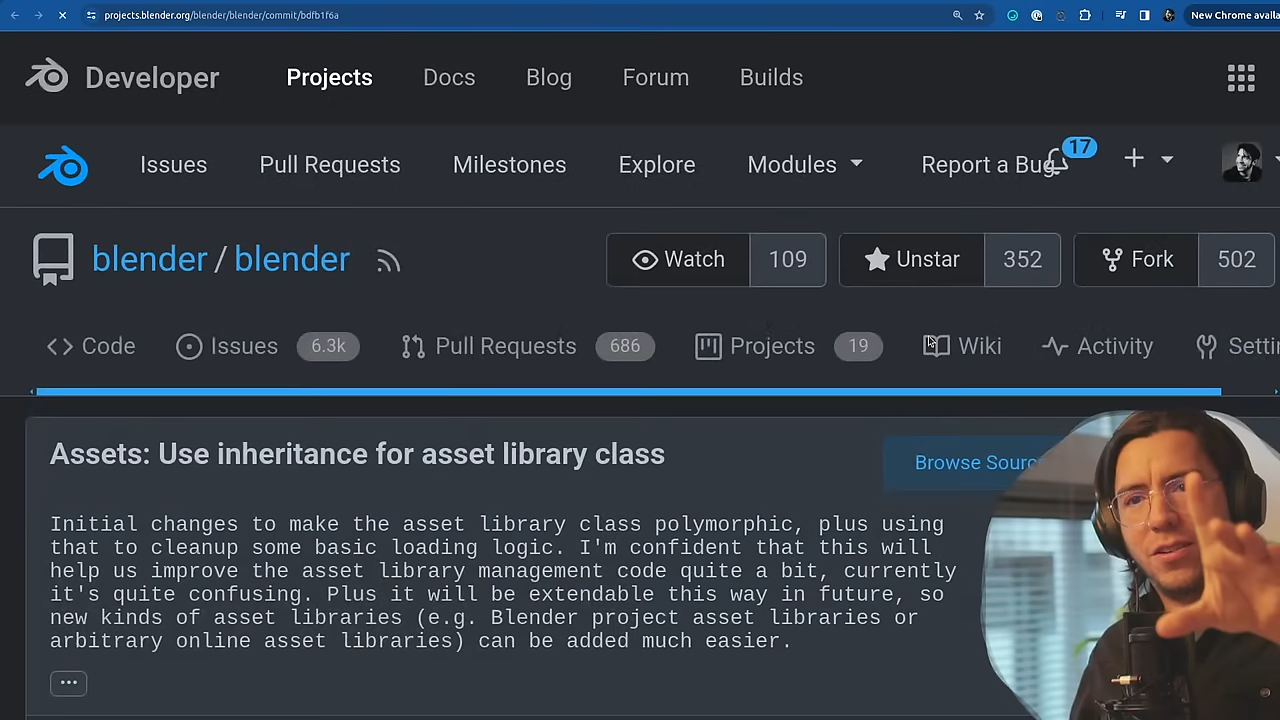 projects.blender.org/blender/blender/commit/bdfb1f6a
New Chrome availa
Developer Projects Docs Blog Forum Builds
Issues Pull Requests Milestones Explore Modules Report a Bug 17
blender / blender Watch 109 Unstar 352 Fork 502
Code Issues 6.3k Pull Requests 686 Projects 19 Wiki Activity Settin
Assets: Use inheritance for asset library class
Browse Sourc
Initial changes to make the asset library class polymorphic, plus using
that to cleanup some basic loading logic. I'm confident that this will
help us improve the asset library management code quite a bit, currently
it's quite confusing. Plus it will be extendable this way in future, so
new kinds of asset libraries (e.g. Blender project asset libraries or
arbitrary online asset libraries) can be added much easier.
...